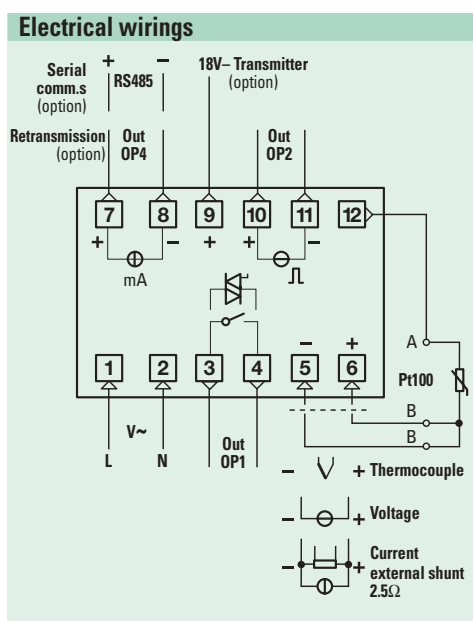 Electrical wirings
+ −
Serial
comm.s
(option)
RS485
18V– Transmitter
(option)
Retransmission
(option)
Out
OP4
Out
OP2
7 8 9 10 11 12
+ − + + −
mA
− +
1 2 3 4 5 6
A
Pt100
B
B
V~
L N
Out
OP1
− + Thermocouple
− + Voltage
− + Current
external shunt
2.5Ω